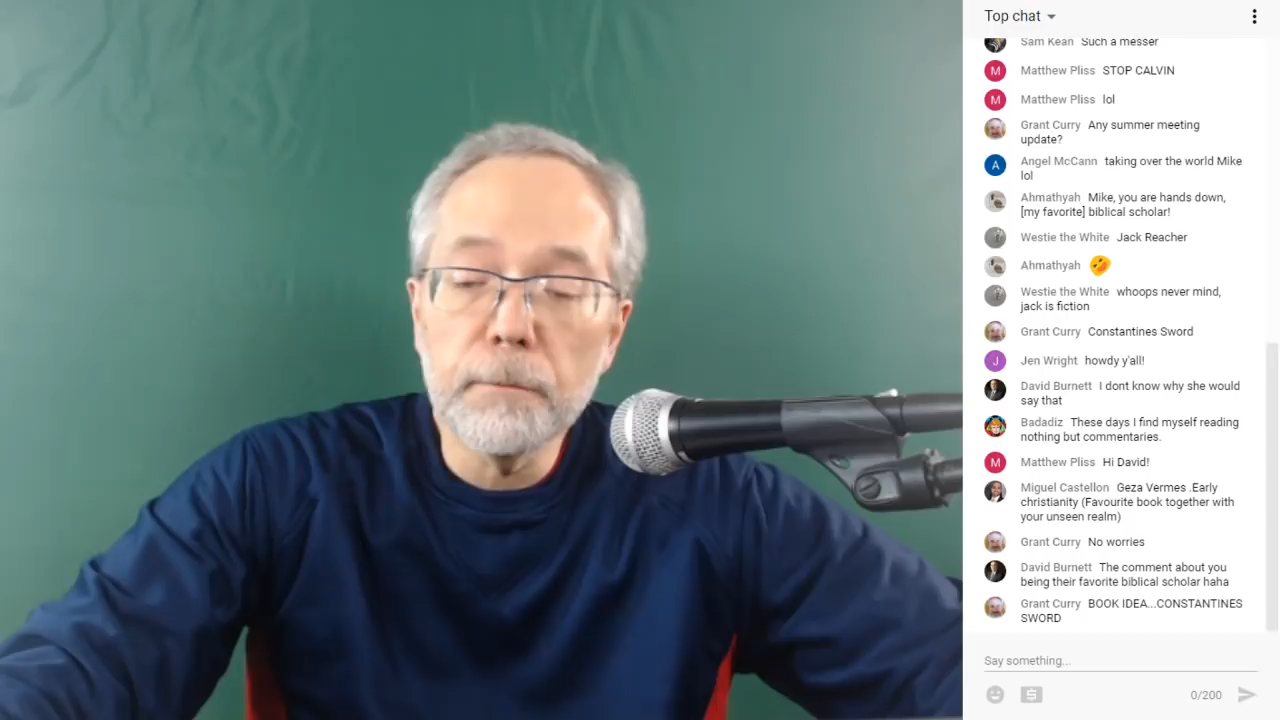 Top chat
Sam Kean Such a messer
M Matthew Pliss STOP CALVIN
M Matthew Pliss lol
Grant Curry Any summer meeting
update?
A Angel McCann taking over the world Mike
lol
Ahmathyah Mike, you are hands down,
[my favorite] biblical scholar!
Westie the White Jack Reacher
Ahmathyah 🤣
Westie the White whoops never mind,
jack is fiction
Grant Curry Constantines Sword
J Jen Wright howdy y'all!
David Burnett I dont know why she would
say that
Badadiz These days I find myself reading
nothing but commentaries.
M Matthew Pliss Hi David!
Miguel Castellon Geza Vermes .Early
christianity (Favourite book together with
your unseen realm)
Grant Curry No worries
David Burnett The comment about you
being their favorite biblical scholar haha
Grant Curry BOOK IDEA...CONSTANTINES
SWORD
Say something...
$ 0/200